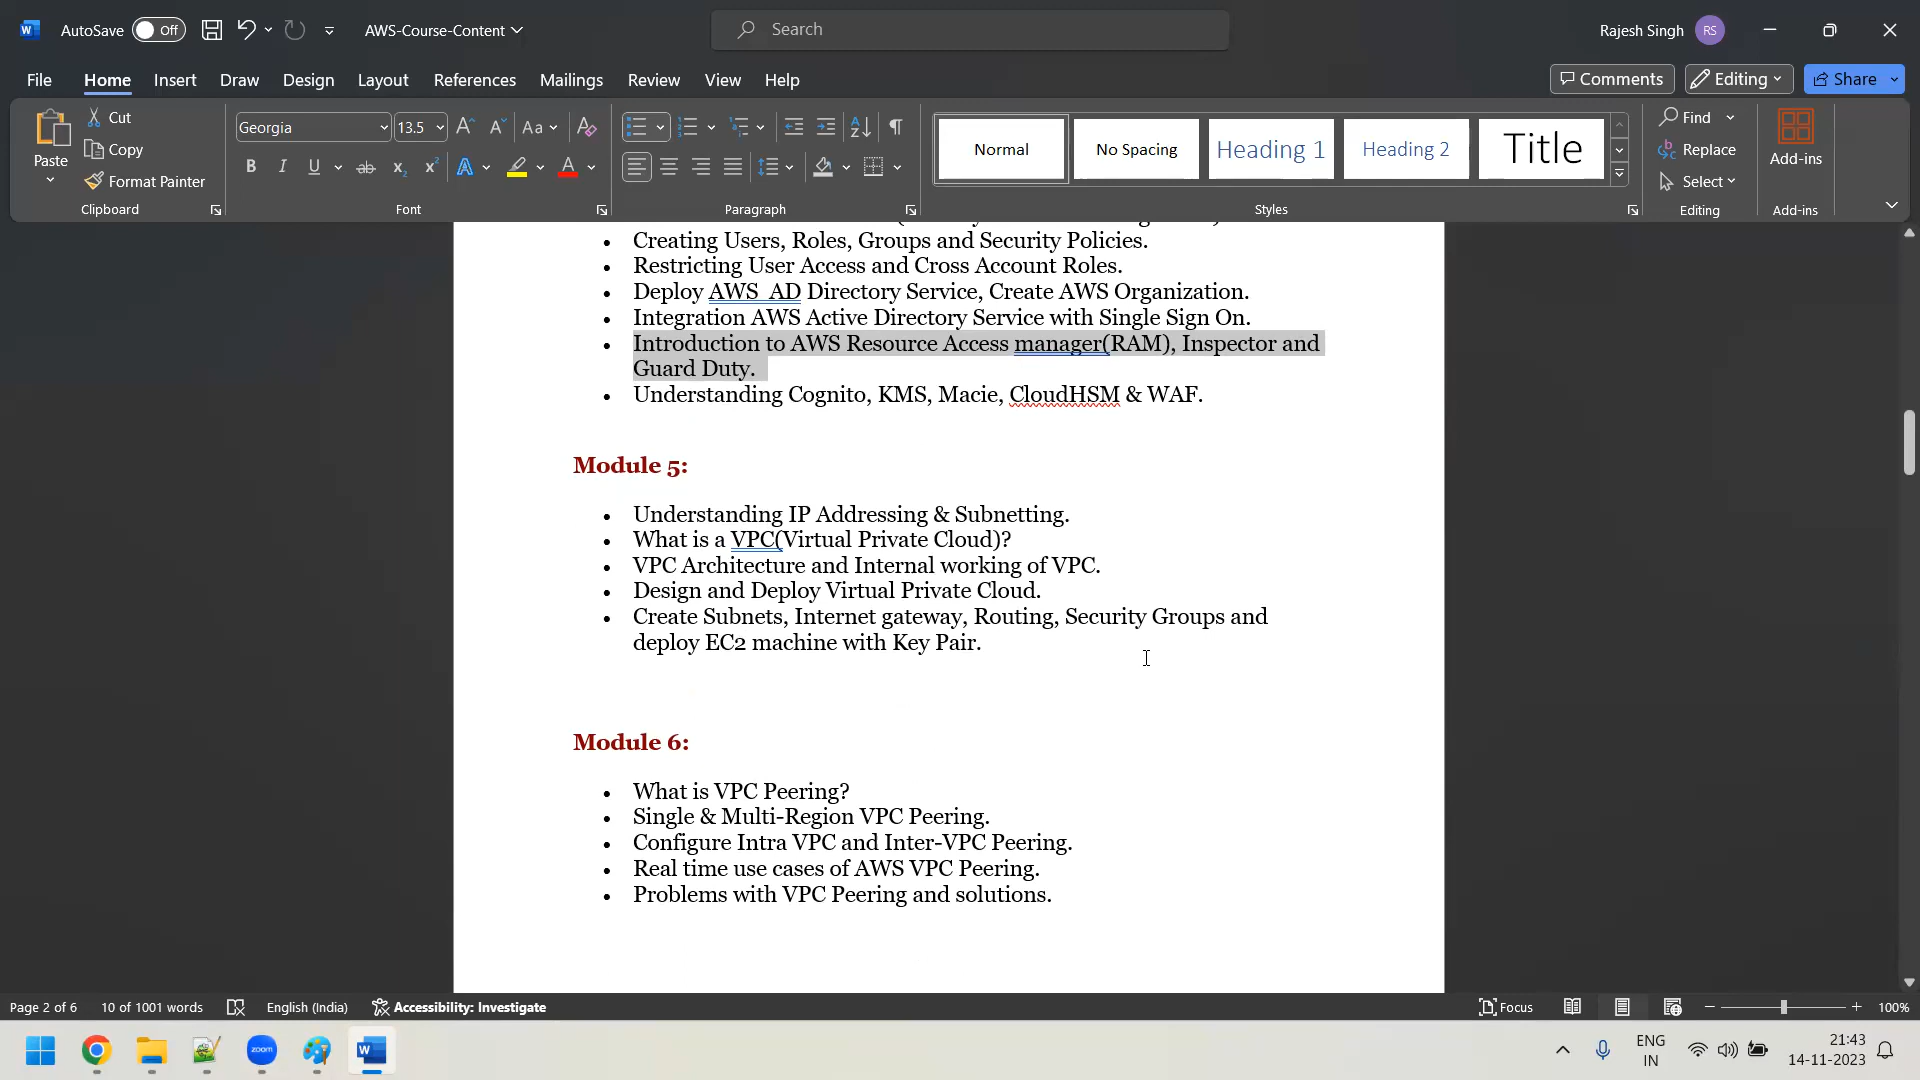 AutoSave Off AWS-Course-Content Search Rajesh Singh RS
File Home Insert Draw Design Layout References Mailings Review View Help Comments Editing Share
Paste Cut Copy Format Painter Clipboard
Georgia 13.5 Aa
B I U ab x₂ x² A A
Font
Paragraph
Normal No Spacing Heading 1 Heading 2 Title
Styles
Find
Replace
Select
Editing
Add-ins
Add-ins
Creating Users, Roles, Groups and Security Policies.
Restricting User Access and Cross Account Roles.
Deploy AWS AD Directory Service, Create AWS Organization.
Integration AWS Active Directory Service with Single Sign On.
Introduction to AWS Resource Access manager(RAM), Inspector and
Guard Duty.
Understanding Cognito, KMS, Macie, CloudHSM & WAF.
Module 5:
Understanding IP Addressing & Subnetting.
What is a VPC(Virtual Private Cloud)?
VPC Architecture and Internal working of VPC.
Design and Deploy Virtual Private Cloud.
Create Subnets, Internet gateway, Routing, Security Groups and
deploy EC2 machine with Key Pair.
Module 6:
What is VPC Peering?
Single & Multi-Region VPC Peering.
Configure Intra VPC and Inter-VPC Peering.
Real time use cases of AWS VPC Peering.
Problems with VPC Peering and solutions.
Page 2 of 6 10 of 1001 words English (India) Accessibility: Investigate Focus 100%
zoom W ENG
IN
21:43
14-11-2023